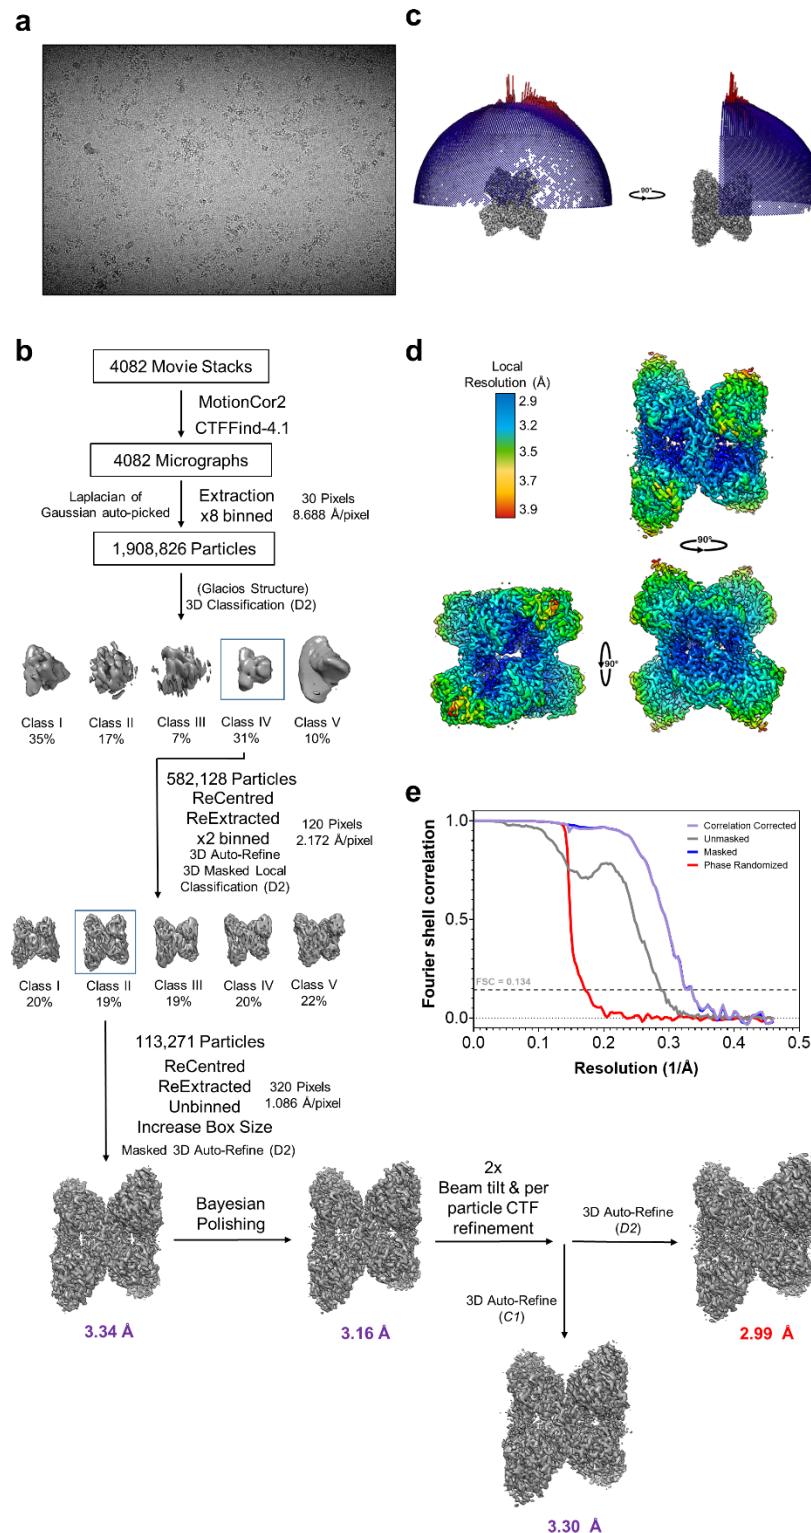 a
c
90°
b
4082 Movie Stacks
MotionCor2
CTFFind-4.1
4082 Micrographs
Laplacian of
Gaussian auto-picked
Extraction
x8 binned
30 Pixels
8.688 Å/pixel
1,908,826 Particles
(Glacios Structure)
3D Classification (D2)
Class I
35%
Class II
17%
Class III
7%
Class IV
31%
Class V
10%
582,128 Particles
ReCentred
ReExtracted
x2 binned
120 Pixels
2.172 Å/pixel
3D Auto-Refine
3D Masked Local
Classification (D2)
Class I
20%
Class II
19%
Class III
19%
Class IV
20%
Class V
22%
113,271 Particles
ReCentred
ReExtracted
Unbinned
320 Pixels
1.086 Å/pixel
Increase Box Size
Masked 3D Auto-Refine (D2)
3.34 Å
Bayesian
Polishing
3.16 Å
2x
Beam tilt & per
particle CTF
refinement
3D Auto-Refine
(D2)
2.99 Å
3D Auto-Refine
(C1)
3.30 Å
d
Local
Resolution (Å)
2.9
3.2
3.5
3.7
3.9
90°
90°
e
Fourier shell correlation
1.0
0.5
0.0
Correlation Corrected
Unmasked
Masked
Phase Randomized
FSC = 0.134
0.0 0.1 0.2 0.3 0.4 0.5
Resolution (1/Å)